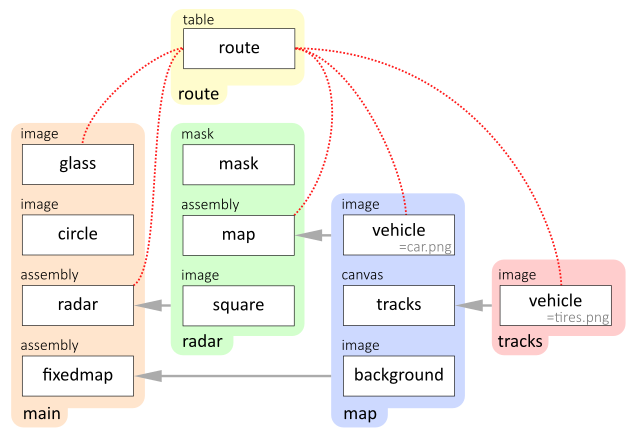 table
route
route
image
glass
image
circle
assembly
radar
assembly
fixedmap
main
mask
mask
assembly
map
image
square
radar
image
vehicle
=car.png
canvas
tracks
image
background
map
image
vehicle
=tires.png
tracks